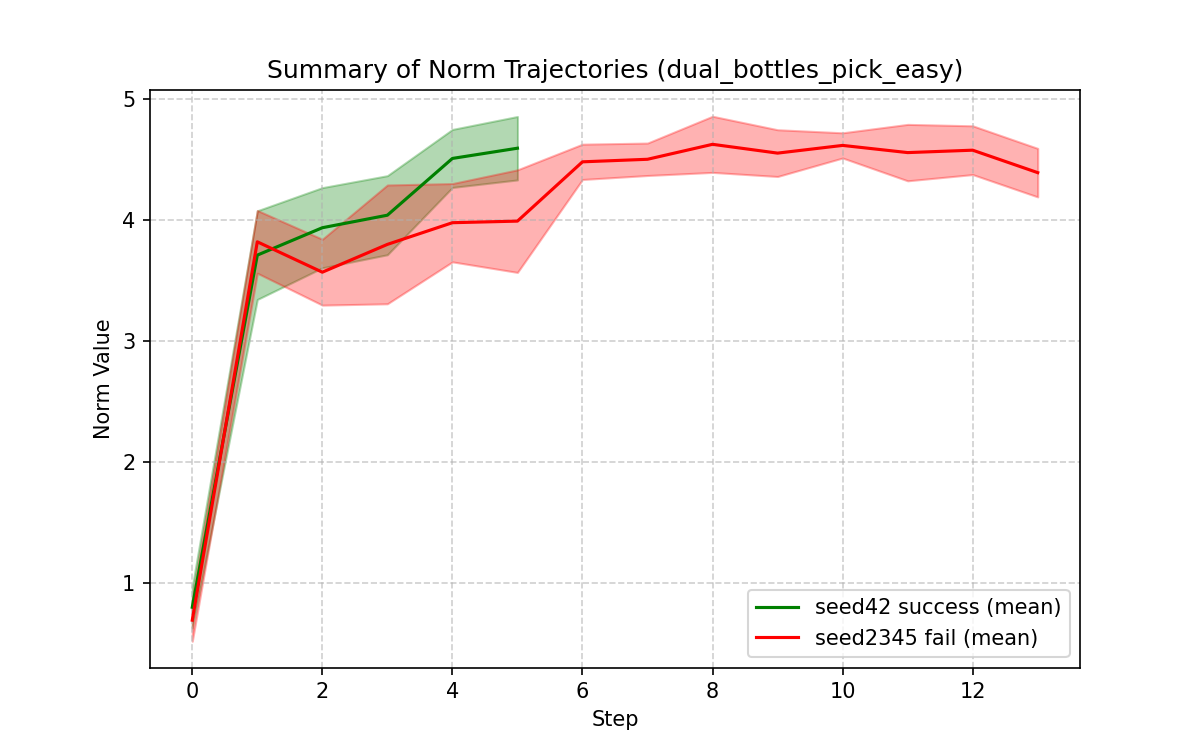 Summary of Norm Trajectories (dual_bottles_pick_easy)
Norm Value
5
4
3
2
1
0 2 4 6 8 10 12
Step
seed42 success (mean)
seed2345 fail (mean)